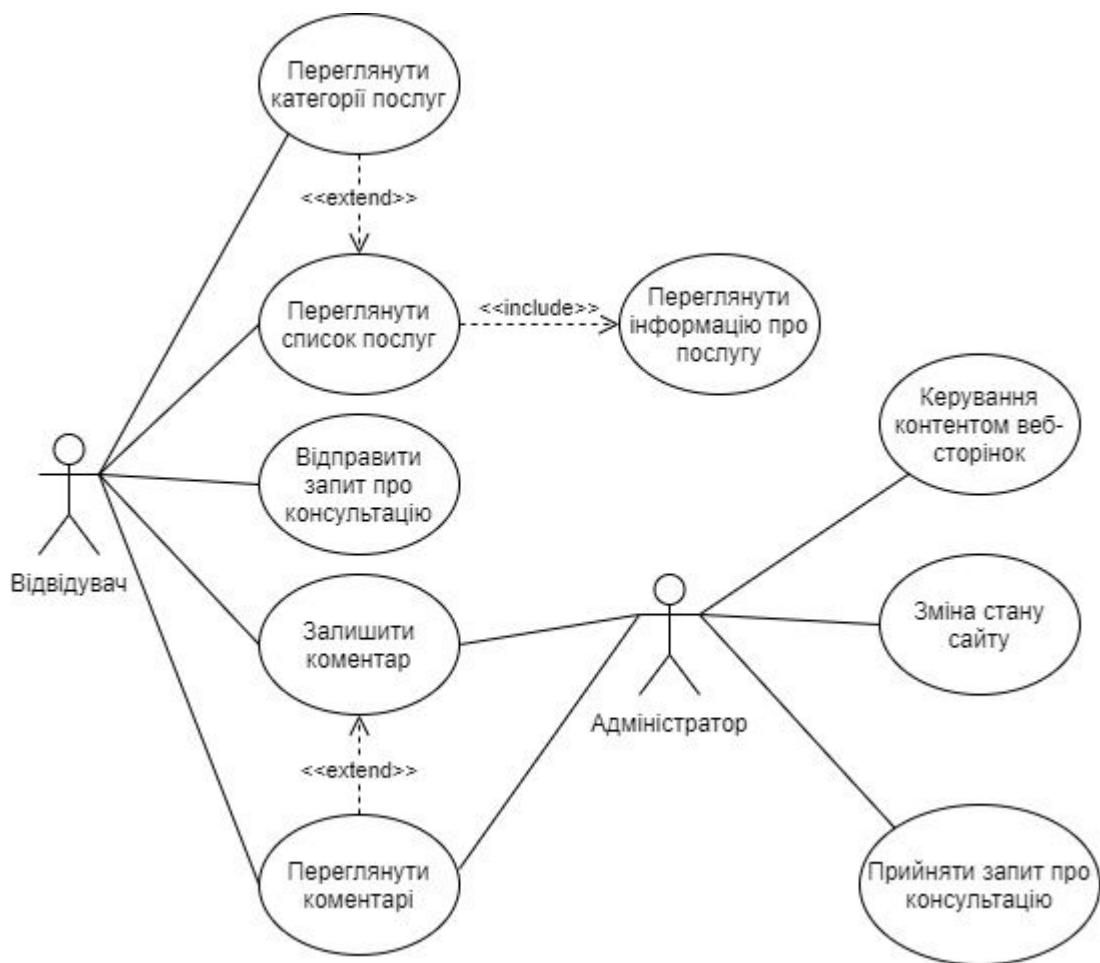 Переглянути
категорії послуг
<<extend>>
Переглянути
список послуг
<<include>>
Переглянути
інформацію про
послугу
Керування
контентом веб-
сторінок
Відправити
запит про
консультацію
Відвідувач
Залишити
коментар
Зміна стану
сайту
Адміністратор
<<extend>>
Переглянути
коментарі
Прийняти запит про
консультацію